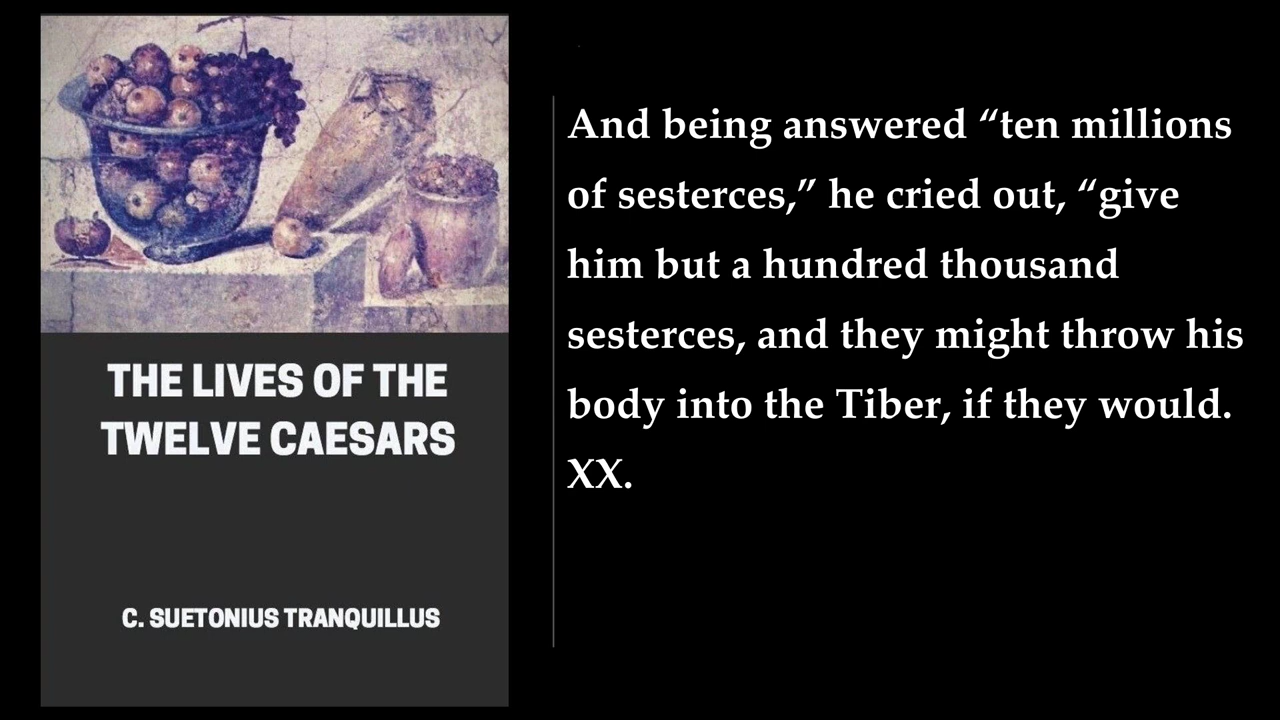 THE LIVES OF THE
TWELVE CAESARS
C. SUETONIUS TRANQUILLUS
And being answered “ten millions
of sesterces,” he cried out, “give
him but a hundred thousand
sesterces, and they might throw his
body into the Tiber, if they would.
XX.